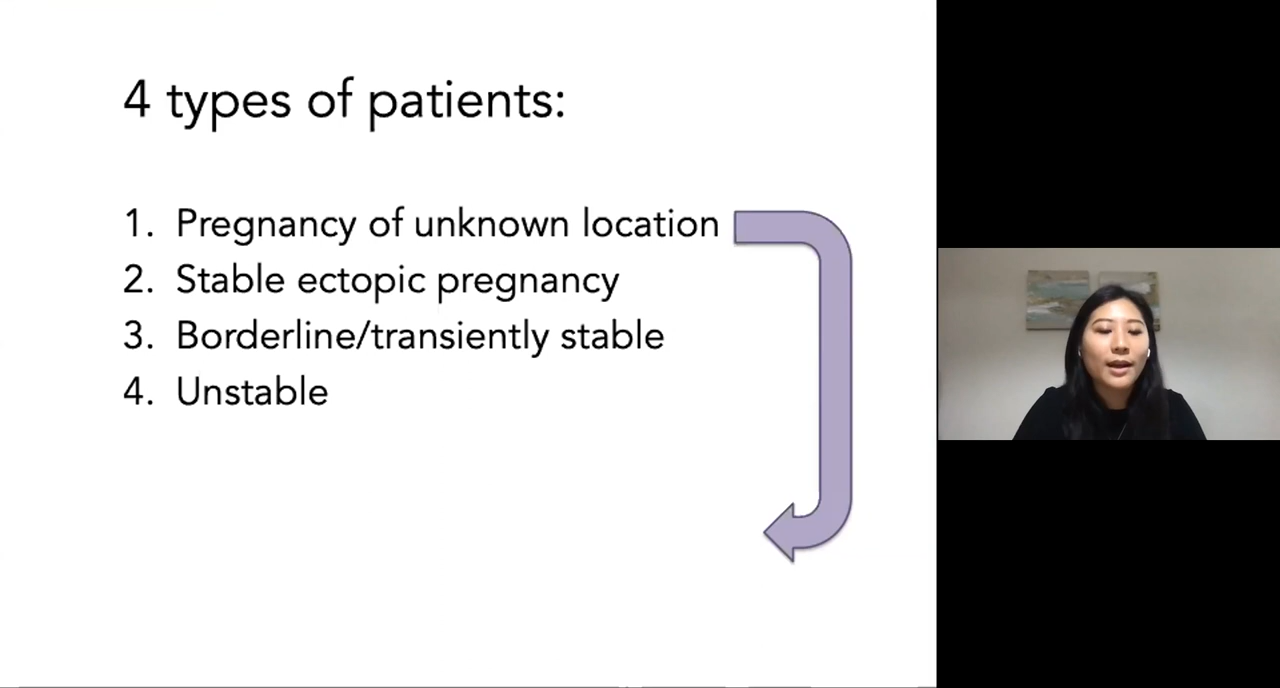 4 types of patients:
1. Pregnancy of unknown location
2. Stable ectopic pregnancy
3. Borderline/transiently stable
4. Unstable